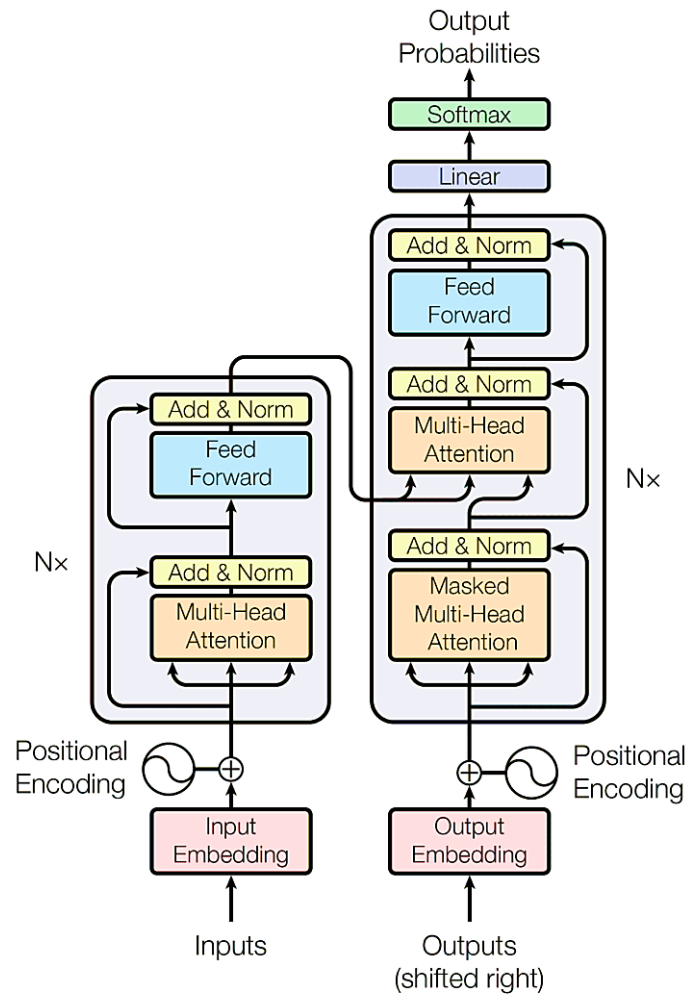 Output
Probabilities
Softmax
Linear
Add & Norm
Feed
Forward
Add & Norm
Multi-Head
Attention
Nx
Add & Norm
Masked
Multi-Head
Attention
Add & Norm
Feed
Forward
Nx
Add & Norm
Multi-Head
Attention
Positional
Encoding
Positional
Encoding
Input
Embedding
Output
Embedding
Inputs
Outputs
(shifted right)